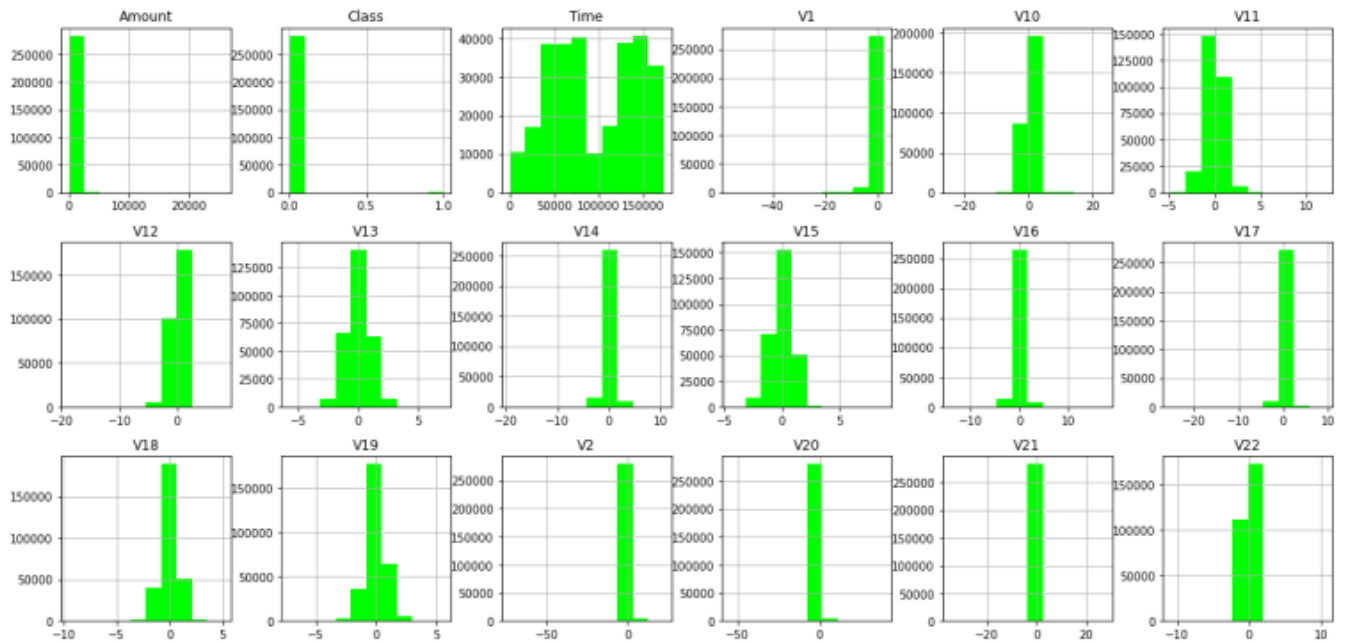 Amount Class Time V1 V10 V11
250000 250000 40000 250000 200000 150000
200000 200000 30000 200000 150000 125000
150000 150000 20000 150000 100000 100000
100000 100000 10000 100000 50000 75000
50000 50000 0 50000 0 50000
0 0 0 25000
0
0 10000 20000 0.0 0.5 1.0 0 50000 100000 150000 −40 −20 0 −20 0 20 −5 0 5 10
V12 V13 V14 V15 V16 V17
150000 125000 250000 150000 250000 250000
100000 100000 200000 125000 200000 200000
50000 75000 150000 100000 150000 150000
0 50000 100000 75000 100000 100000
25000 50000 50000 50000 50000
0 0 25000 0 0
0
−20 −10 0 −5 0 5 −20 −10 0 10 −5 0 5 −10 0 10 −20 −10 0 10
V18 V19 V2 V20 V21 V22
150000 150000 250000 250000 250000 150000
100000 100000 200000 200000 200000 100000
50000 50000 150000 150000 150000 50000
0 0 100000 100000 100000 0
50000 50000 50000
0 0 0
−10 −5 0 5 −5 0 5 −50 0 −50 0 −20 0 20 −10 0 10